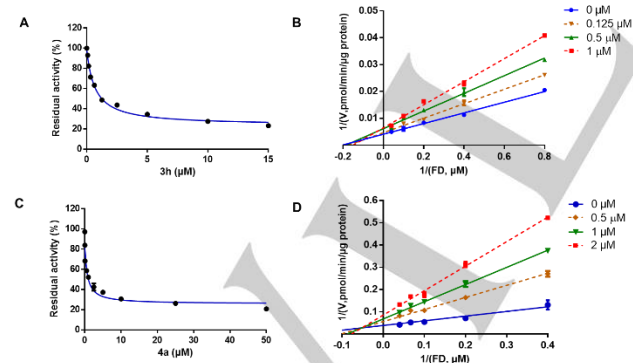 A
Residual activity (%)
120
100
80
60
40
20
0
0 5 10 15
3h (μM)
B
1/(V,pmol/min/μg protein)
0.05
0.04
0.03
0.02
0.01
-0.2 0.0 0.2 0.4 0.6 0.8
1/(FD, μM)
0 μM
0.125 μM
0.5 μM
1 μM
C
Residual activity (%)
120
100
80
60
40
20
0
0 10 20 30 40 50
4a (μM)
D
1/(V,pmol/min/μg protein)
0.6
0.5
0.4
0.3
0.2
0.1
-0.1 0.0 0.1 0.2 0.3 0.4
1/(FD, μM)
0 μM
0.5 μM
1 μM
2 μM